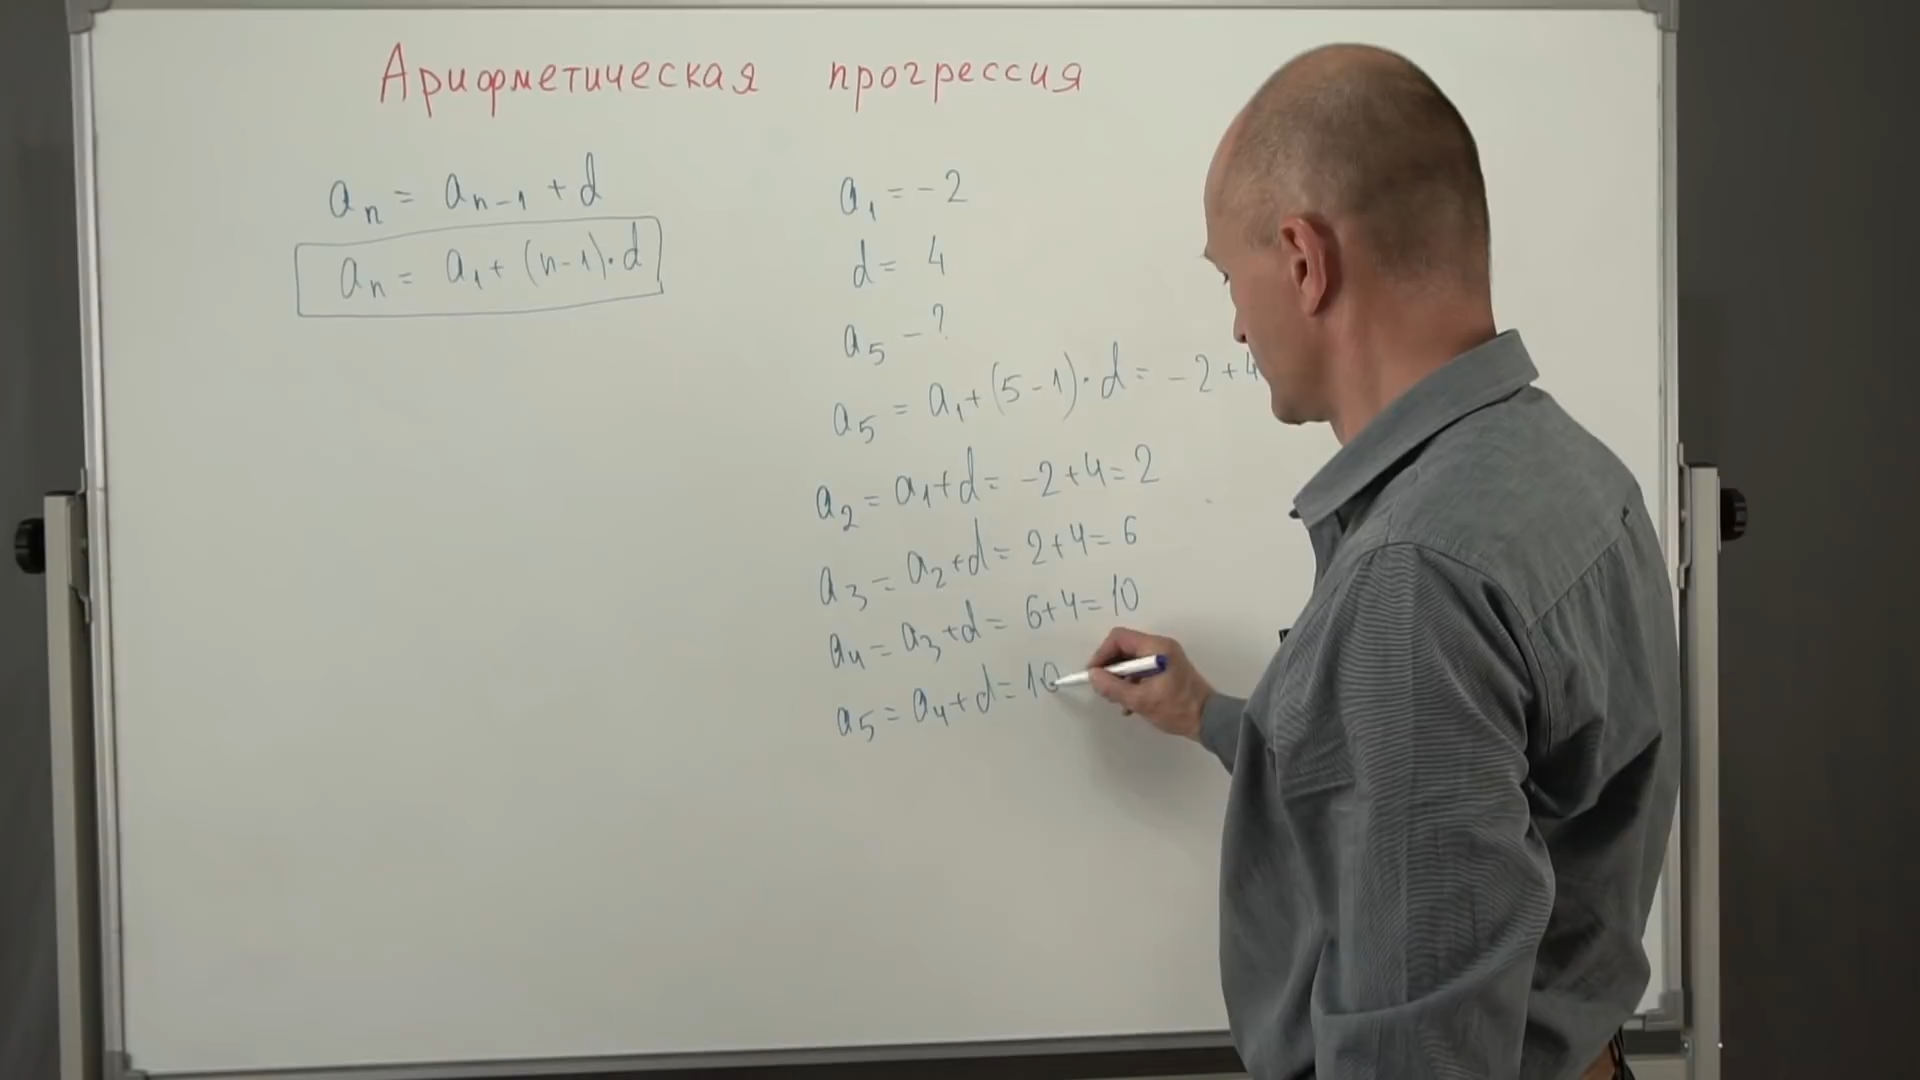 Арифметическая прогрессия
aₙ = aₙ₋₁ + d
aₙ = a₁ + (n-1)·d
a₁ = -2
d = 4
a₅ - ?
a₅ = a₁ + (5-1)·d = -2+4
a₂ = a₁+d = -2+4=2
a₃ = a₂+d = 2+4= 6
a₄ = a₃+d = 6+4=10
a₅ = a₄+d = 10